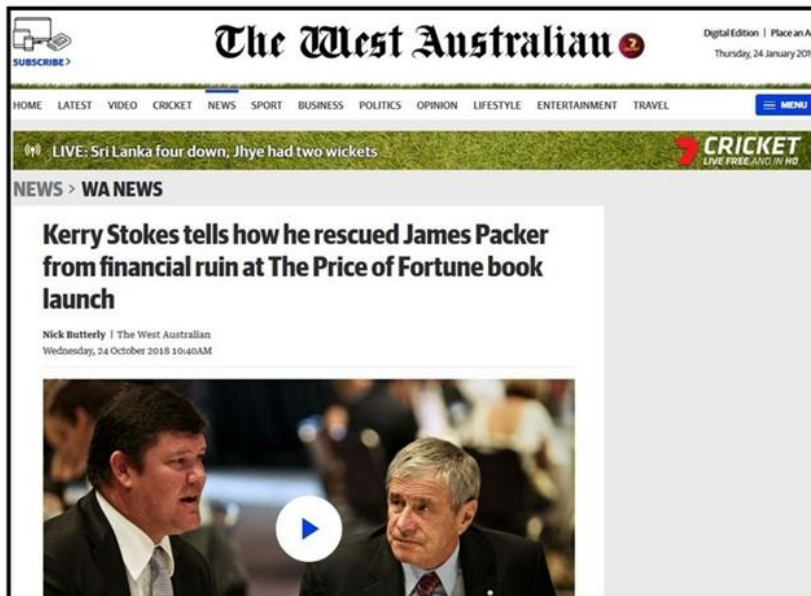 The West Australian
Digital Edition | Place an A
SUBSCRIBE >
Thursday, 24 January 201
HOME LATEST VIDEO CRICKET NEWS SPORT BUSINESS POLITICS OPINION LIFESTYLE ENTERTAINMENT TRAVEL MENU
LIVE: Sri Lanka four down, Jhye had two wickets
7 CRICKET
LIVE FREE AND IN HD
NEWS > WA NEWS
Kerry Stokes tells how he rescued James Packer
from financial ruin at The Price of Fortune book
launch
Nick Butterly | The West Australian
Wednesday, 24 October 2018 10:40AM